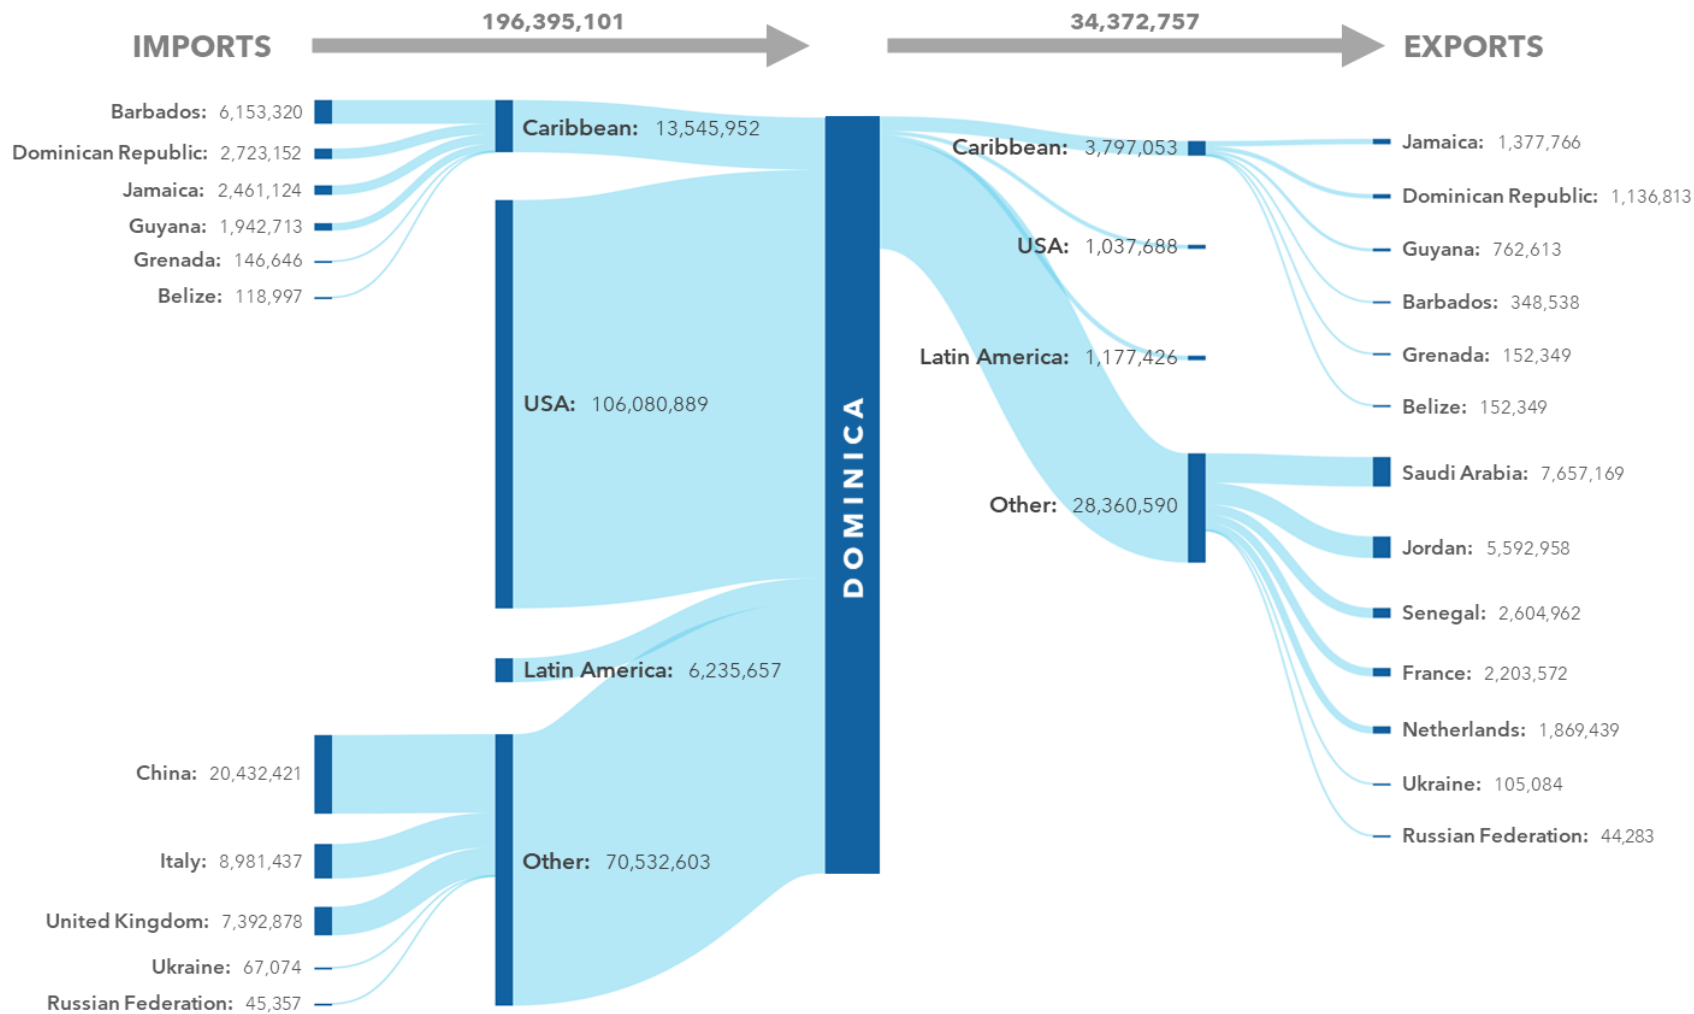 196,395,101
34,372,757
IMPORTS
EXPORTS
Barbados: 6,153,320
Dominican Republic: 2,723,152
Jamaica: 2,461,124
Guyana: 1,942,713
Grenada: 146,646
Belize: 118,997
Caribbean: 13,545,952
USA: 106,080,889
Latin America: 6,235,657
China: 20,432,421
Italy: 8,981,437
United Kingdom: 7,392,878
Ukraine: 67,074
Russian Federation: 45,357
Other: 70,532,603
DOMINICA
Caribbean: 3,797,053
USA: 1,037,688
Latin America: 1,177,426
Other: 28,360,590
Jamaica: 1,377,766
Dominican Republic: 1,136,813
Guyana: 762,613
Barbados: 348,538
Grenada: 152,349
Belize: 152,349
Saudi Arabia: 7,657,169
Jordan: 5,592,958
Senegal: 2,604,962
France: 2,203,572
Netherlands: 1,869,439
Ukraine: 105,084
Russian Federation: 44,283